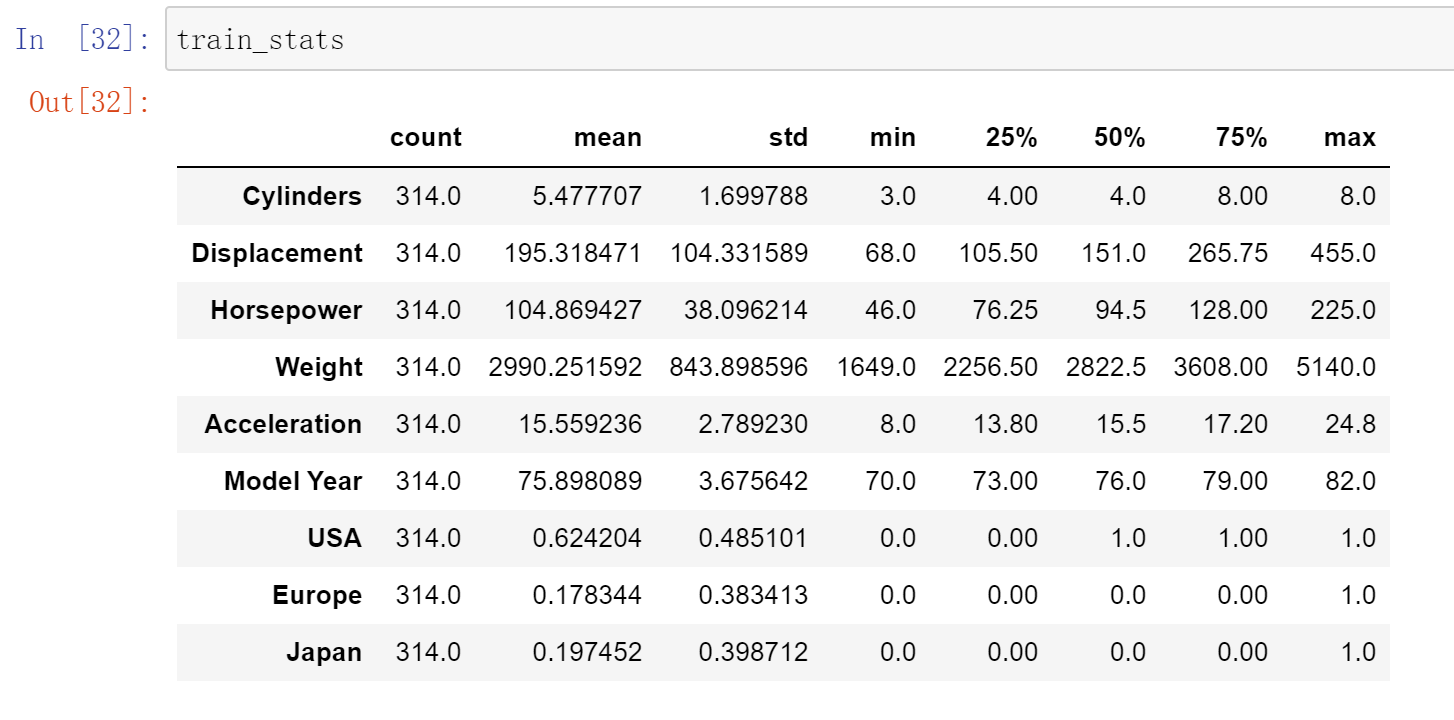 In [32]: train_stats
Out[32]:
count mean std min 25% 50% 75% max
Cylinders 314.0 5.477707 1.699788 3.0 4.00 4.0 8.00 8.0
Displacement 314.0 195.318471 104.331589 68.0 105.50 151.0 265.75 455.0
Horsepower 314.0 104.869427 38.096214 46.0 76.25 94.5 128.00 225.0
Weight 314.0 2990.251592 843.898596 1649.0 2256.50 2822.5 3608.00 5140.0
Acceleration 314.0 15.559236 2.789230 8.0 13.80 15.5 17.20 24.8
Model Year 314.0 75.898089 3.675642 70.0 73.00 76.0 79.00 82.0
USA 314.0 0.624204 0.485101 0.0 0.00 1.0 1.00 1.0
Europe 314.0 0.178344 0.383413 0.0 0.00 0.0 0.00 1.0
Japan 314.0 0.197452 0.398712 0.0 0.00 0.0 0.00 1.0